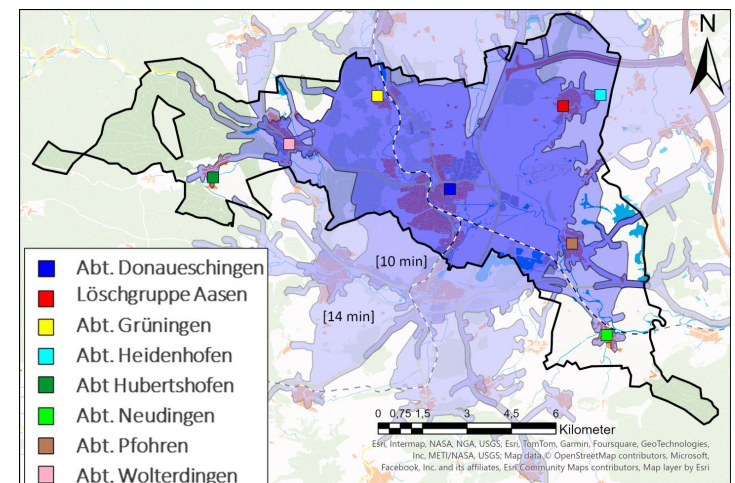 N
[10 min]
[14 min]
Abt. Donaueschingen
Löschgruppe Aasen
Abt. Grüningen
Abt. Heidenhofen
Abt Hubertshofen
Abt. Neudingen
Abt. Pfohren
Abt. Wolterdingen
0 0,75 1,5 3 4,5 6
Kilometer
Esri, Intermap, NASA, NGA, USGS; Esri, TomTom, Garmin, Foursquare, GeoTechnologies,
Inc, METI/NASA, USGS; Map data © OpenStreetMap contributors, Microsoft,
Facebook, Inc. and its affiliates, Esri Community Maps contributors, Map layer by Esri